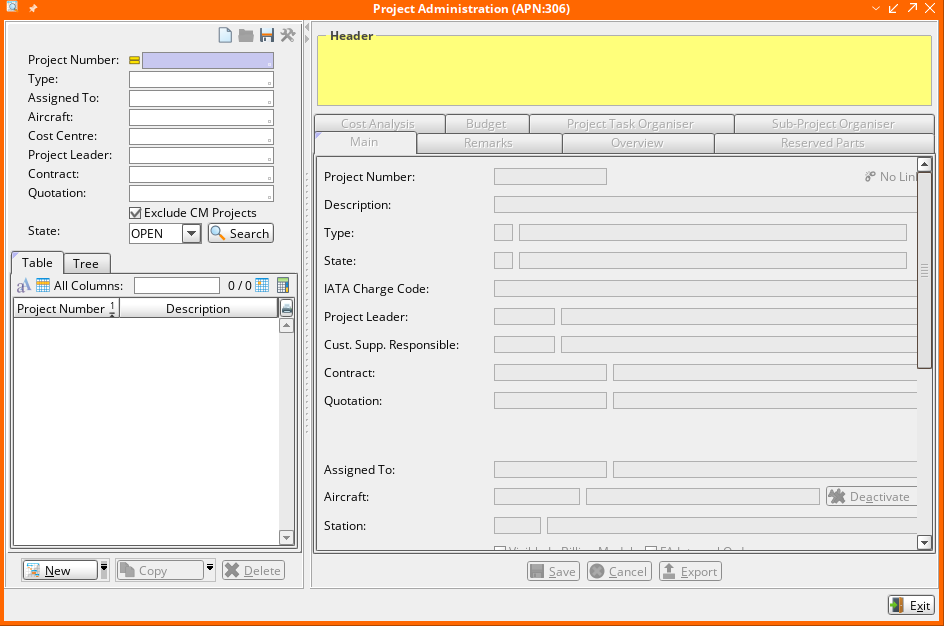 Project Administration (APN:306)
Project Number:
Type:
Assigned To:
Aircraft:
Cost Centre:
Project Leader:
Contract:
Quotation:
Exclude CM Projects
State: OPEN Search
Table Tree
All Columns: 0 / 0
Project Number 1 Description
New Copy Delete
Header
Cost Analysis Budget Project Task Organiser Sub-Project Organiser
Main Remarks Overview Reserved Parts
Project Number: No Lin
Description:
Type:
State:
IATA Charge Code:
Project Leader:
Cust. Supp. Responsible:
Contract:
Quotation:
Assigned To:
Aircraft: Deactivate
Station:
Save Cancel Export
Exit